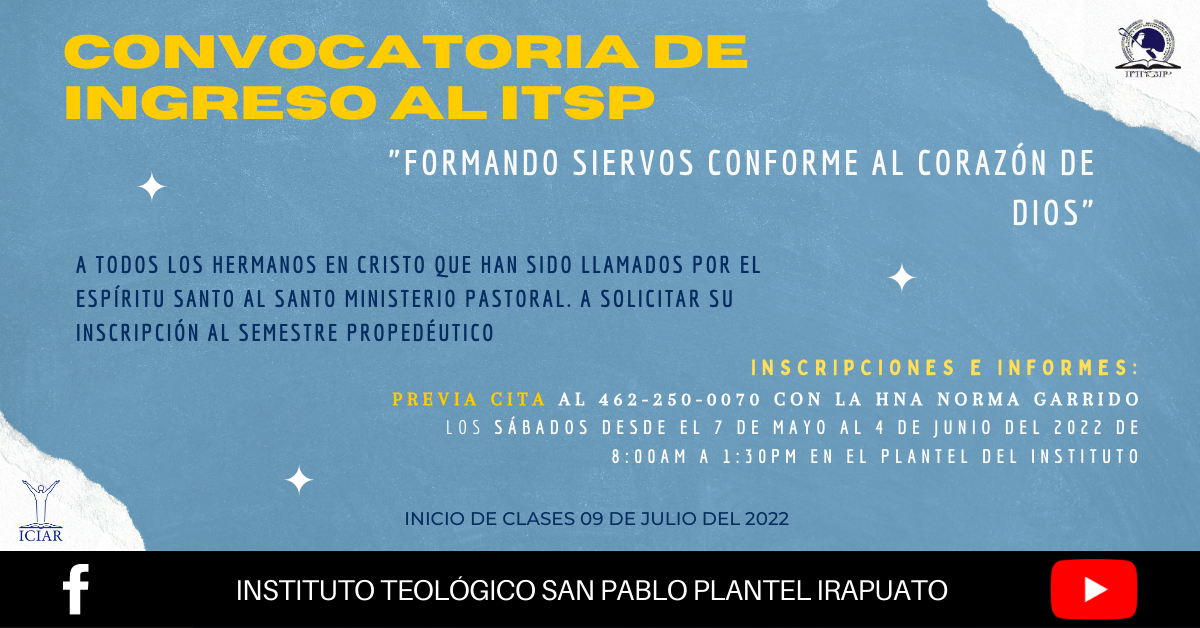 CONVOCATORIA DE
INGRESO AL ITSP
"FORMANDO SIERVOS CONFORME AL CORAZÓN DE
DIOS"
A TODOS LOS HERMANOS EN CRISTO QUE HAN SIDO LLAMADOS POR EL
ESPÍRITU SANTO AL SANTO MINISTERIO PASTORAL. A SOLICITAR SU
INSCRIPCIÓN AL SEMESTRE PROPEDÉUTICO
INSCRIPCIONES E INFORMES:
PREVIA CITA AL 462-250-0070 CON LA HNA NORMA GARRIDO
LOS SÁBADOS DESDE EL 7 DE MAYO AL 4 DE JUNIO DEL 2022 DE
8:00AM A 1:30PM EN EL PLANTEL DEL INSTITUTO
INICIO DE CLASES 09 DE JULIO DEL 2022
ICIAR
INSTITUTO TEOLÓGICO SAN PABLO PLANTEL IRAPUATO